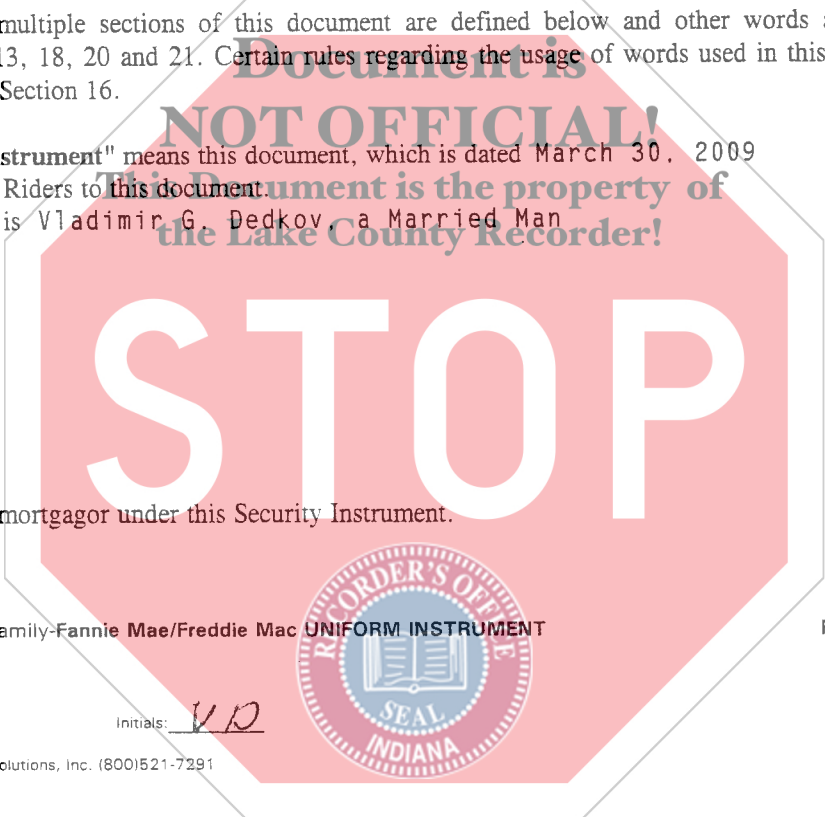 multiple sections of this document are defined below and other words
13, 18, 20 and 21. Certain rules regarding the usage of words used in this
Document is
Section 16.
NOT OFFICIAL!
strument" means this document, which is dated March 30, 2009
Riders to this document.
This Document is the property of
is Vladimir G. Dedkov, a Married Man
the Lake County Recorder!
STOP
mortgagor under this Security Instrument.
RECORDER'S OFFICE
amily-Fannie Mae/Freddie Mac UNIFORM INSTRUMENT
SEAL
Initials: VD
INDIANA
olutions, Inc. (800)521-7291